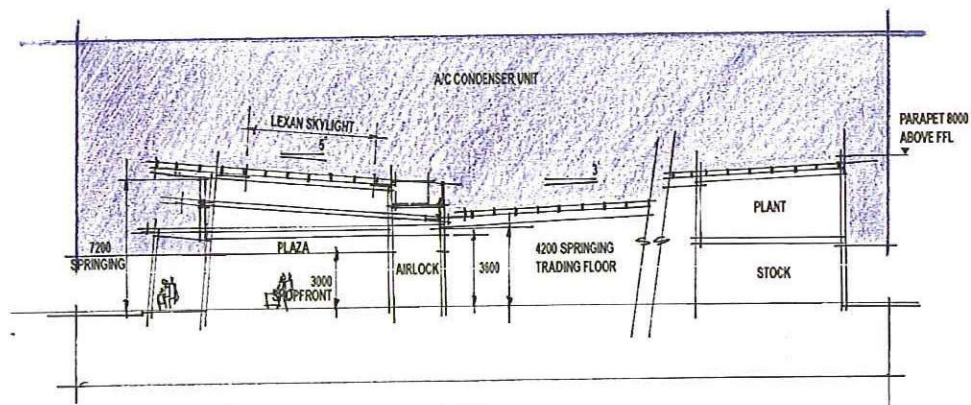 A/C CONDENSER UNIT
LEXAN SKYLIGHT
PARAPET 8000
ABOVE FFL
5°
3°
PLANT
7200
SPRINGING
PLAZA
3000
SHOPFRONT
AIRLOCK
3600
4200 SPRINGING
TRADING FLOOR
STOCK